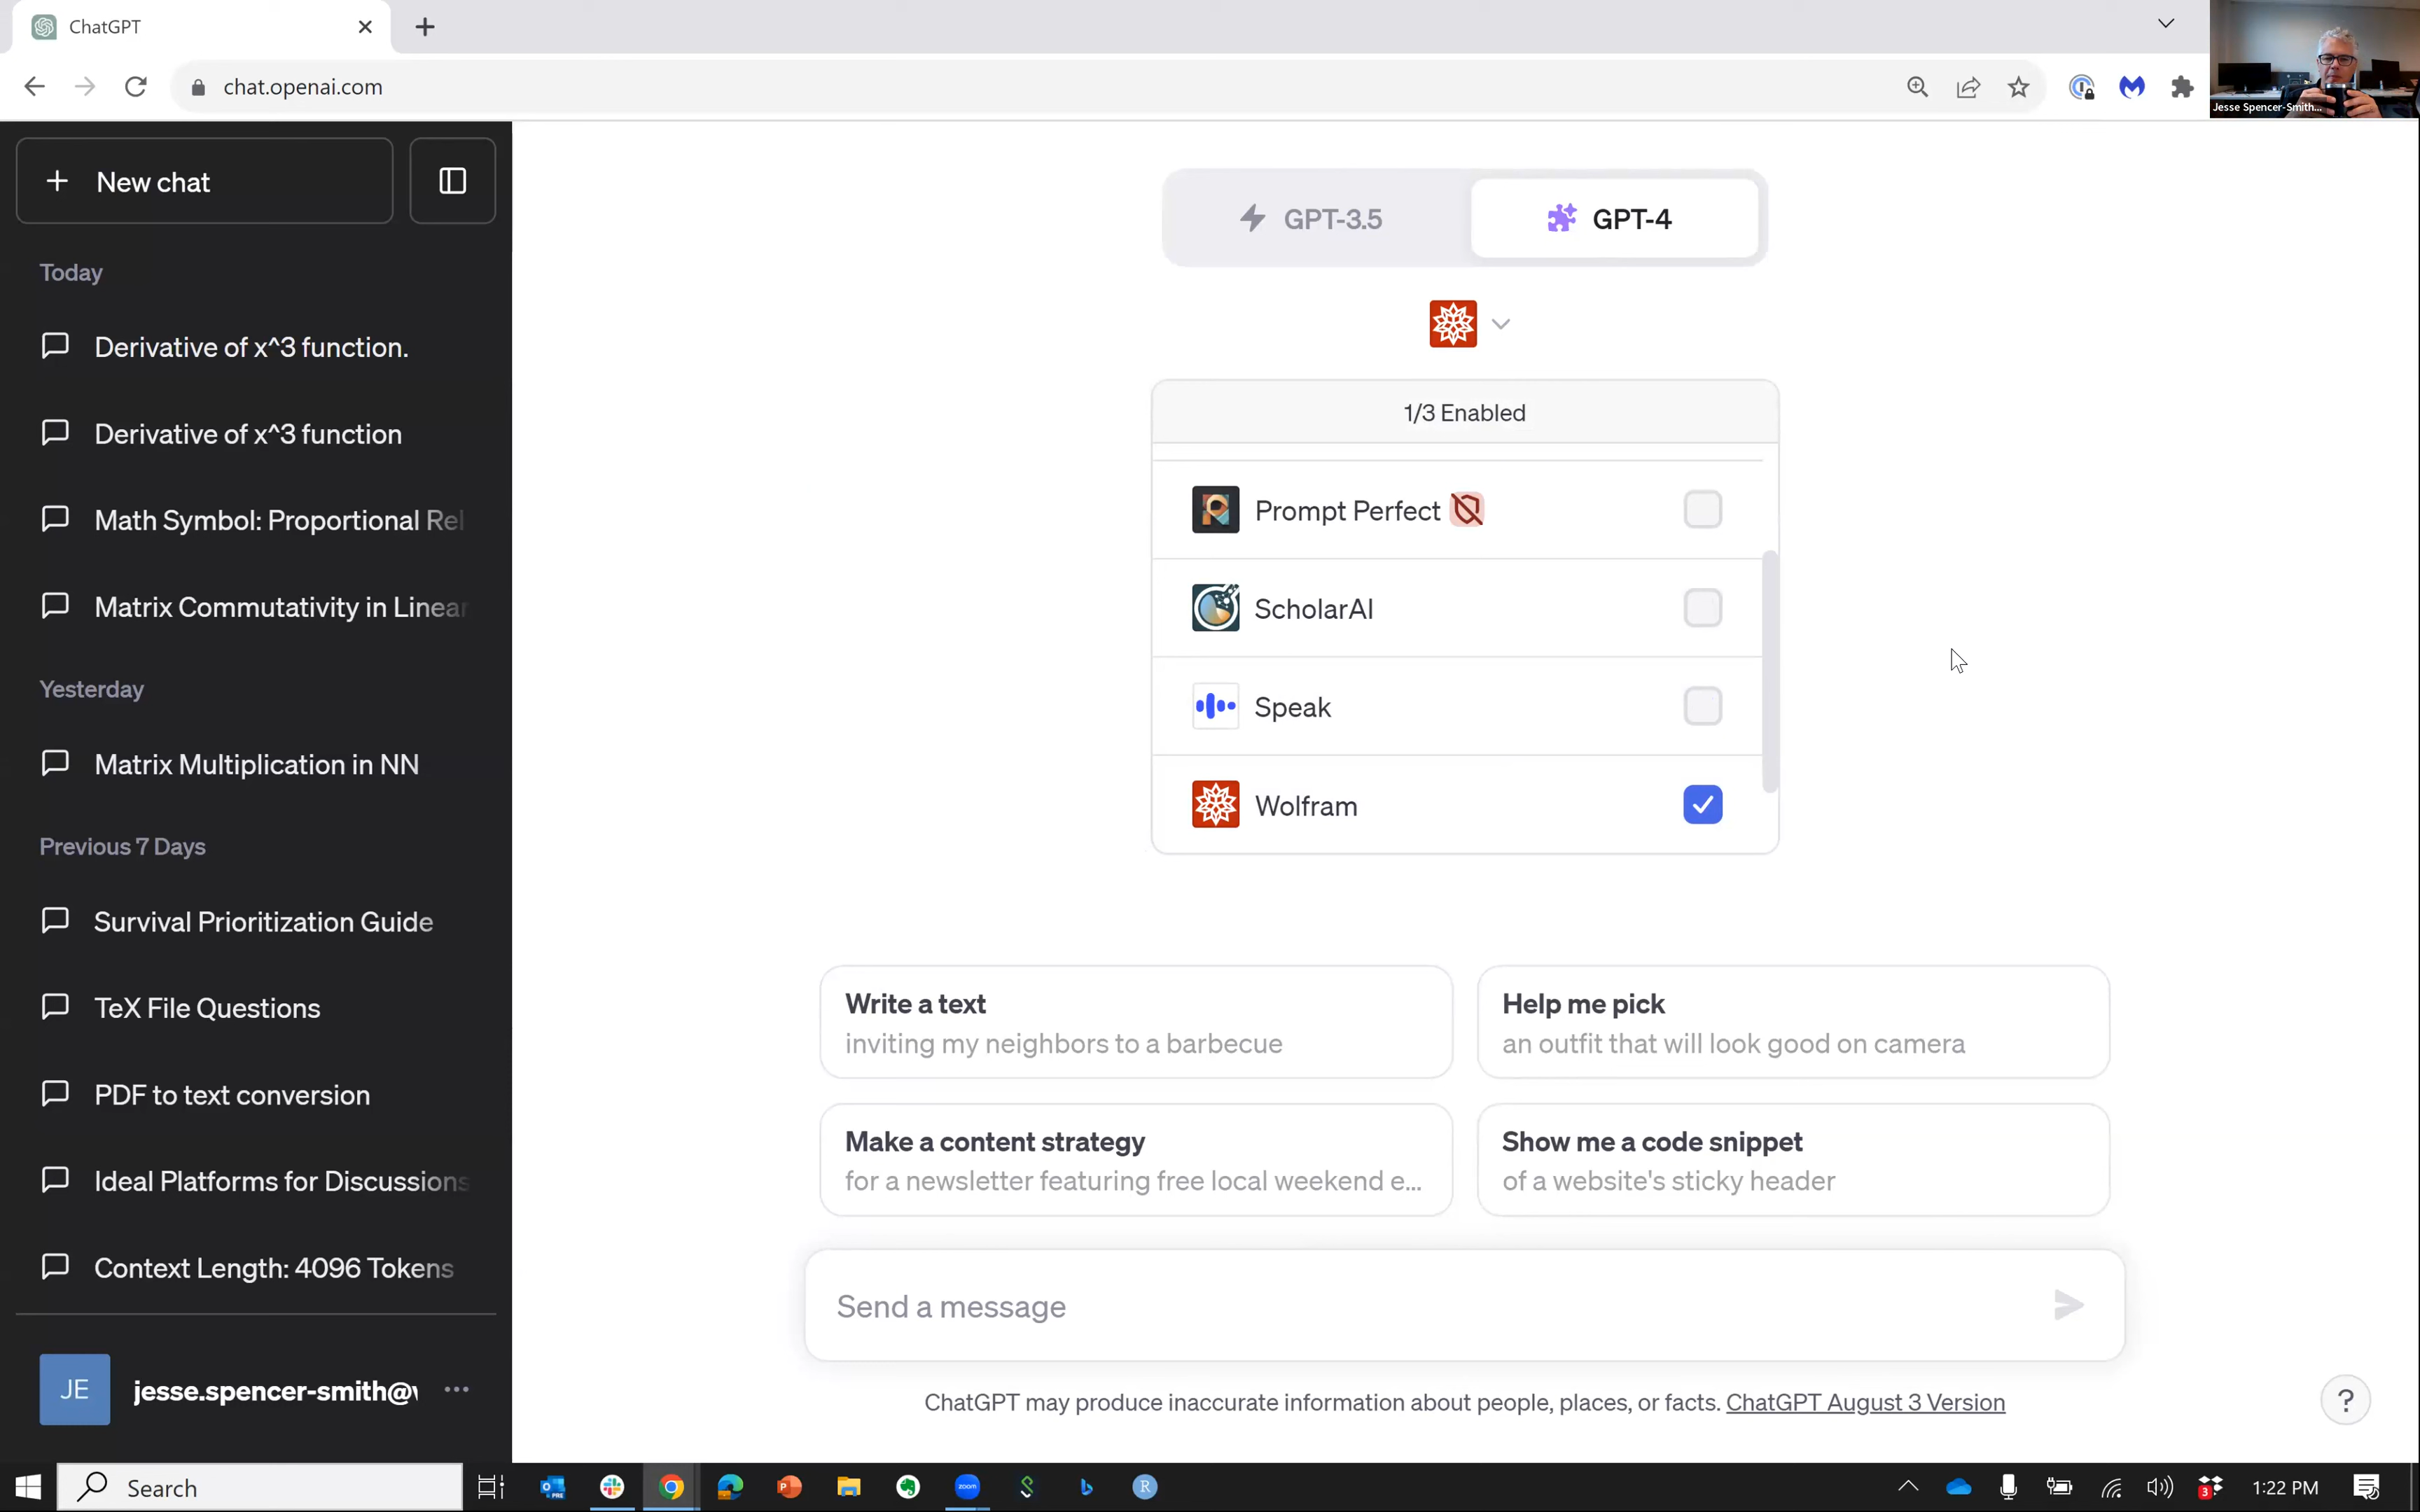 ChatGPT
chat.openai.com
Jesse Spencer-Smith...
New chat
Today
Derivative of x^3 function.
Derivative of x^3 function
Math Symbol: Proportional Rel
Matrix Commutativity in Linear
Yesterday
Matrix Multiplication in NN
Previous 7 Days
Survival Prioritization Guide
TeX File Questions
PDF to text conversion
Ideal Platforms for Discussions
Context Length: 4096 Tokens
JE
jesse.spencer-smith@v
GPT-3.5
GPT-4
1/3 Enabled
Prompt Perfect
ScholarAI
Speak
Wolfram
Write a text
inviting my neighbors to a barbecue
Help me pick
an outfit that will look good on camera
Make a content strategy
for a newsletter featuring free local weekend e...
Show me a code snippet
of a website's sticky header
Send a message
ChatGPT may produce inaccurate information about people, places, or facts. ChatGPT August 3 Version
?
Search
PRE
zoom
R
3
1:22 PM